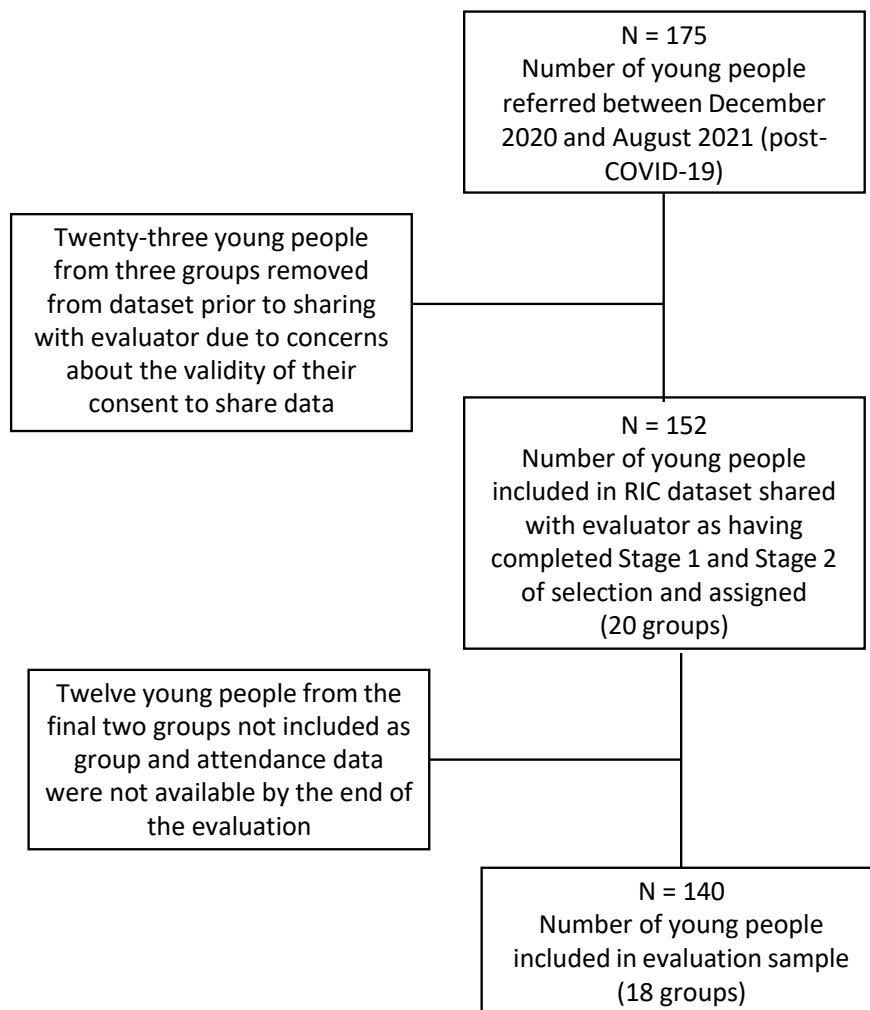 N = 175
Number of young people
referred between December
2020 and August 2021 (post-
COVID-19)
Twenty-three young people
from three groups removed
from dataset prior to sharing
with evaluator due to concerns
about the validity of their
consent to share data
N = 152
Number of young people
included in RIC dataset shared
with evaluator as having
completed Stage 1 and Stage 2
of selection and assigned
(20 groups)
Twelve young people from the
final two groups not included as
group and attendance data
were not available by the end of
the evaluation
N = 140
Number of young people
included in evaluation sample
(18 groups)